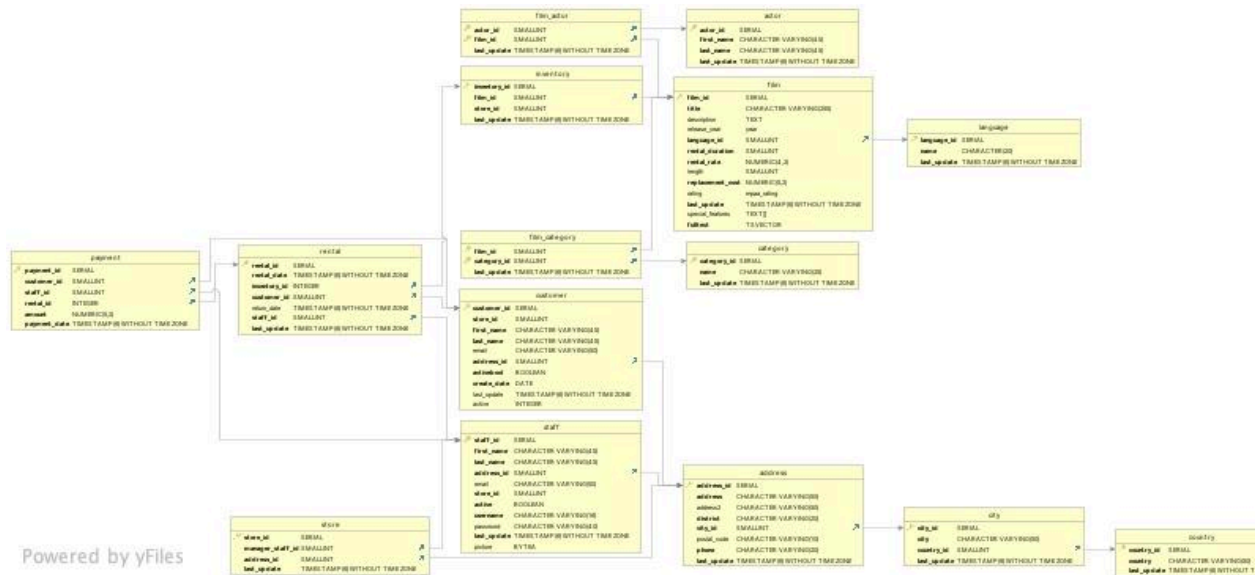 film_actor
actor_id SMALLINT
film_id SMALLINT
last_update TIMESTAMP(6) WITHOUT TIME ZONE
actor
actor_id SERIAL
first_name CHARACTER VARYING(45)
last_name CHARACTER VARYING(45)
last_update TIMESTAMP(6) WITHOUT TIME ZONE
inventory
inventory_id SERIAL
film_id SMALLINT
store_id SMALLINT
last_update TIMESTAMP(6) WITHOUT TIME ZONE
film
film_id SERIAL
title CHARACTER VARYING(255)
description TEXT
release_year year
language_id SMALLINT
rental_duration SMALLINT
rental_rate NUMERIC(4,2)
length SMALLINT
replacement_cost NUMERIC(5,2)
rating mpaa_rating
last_update TIMESTAMP(6) WITHOUT TIME ZONE
special_features TEXT[]
fulltext TSVECTOR
language
language_id SERIAL
name CHARACTER(20)
last_update TIMESTAMP(6) WITHOUT TIME ZONE
film_category
film_id SMALLINT
category_id SMALLINT
last_update TIMESTAMP(6) WITHOUT TIME ZONE
category
category_id SERIAL
name CHARACTER VARYING(25)
last_update TIMESTAMP(6) WITHOUT TIME ZONE
payment
payment_id SERIAL
customer_id SMALLINT
staff_id SMALLINT
rental_id INTEGER
amount NUMERIC(5,2)
payment_date TIMESTAMP(6) WITHOUT TIME ZONE
rental
rental_id SERIAL
rental_date TIMESTAMP(6) WITHOUT TIME ZONE
inventory_id INTEGER
customer_id SMALLINT
return_date TIMESTAMP(6) WITHOUT TIME ZONE
staff_id SMALLINT
last_update TIMESTAMP(6) WITHOUT TIME ZONE
customer
customer_id SERIAL
store_id SMALLINT
first_name CHARACTER VARYING(45)
last_name CHARACTER VARYING(45)
email CHARACTER VARYING(50)
address_id SMALLINT
activebool BOOLEAN
create_date DATE
last_update TIMESTAMP(6) WITHOUT TIME ZONE
active INTEGER
staff
staff_id SERIAL
first_name CHARACTER VARYING(45)
last_name CHARACTER VARYING(45)
address_id SMALLINT
email CHARACTER VARYING(50)
store_id SMALLINT
active BOOLEAN
username CHARACTER VARYING(16)
password CHARACTER VARYING(40)
last_update TIMESTAMP(6) WITHOUT TIME ZONE
picture BYTEA
store
store_id SERIAL
manager_staff_id SMALLINT
address_id SMALLINT
last_update TIMESTAMP(6) WITHOUT TIME ZONE
address
address_id SERIAL
address CHARACTER VARYING(50)
address2 CHARACTER VARYING(50)
district CHARACTER VARYING(20)
city_id SMALLINT
postal_code CHARACTER VARYING(10)
phone CHARACTER VARYING(20)
last_update TIMESTAMP(6) WITHOUT TIME ZONE
city
city_id SERIAL
city CHARACTER VARYING(50)
country_id SMALLINT
last_update TIMESTAMP(6) WITHOUT TIME ZONE
country
country_id SERIAL
country CHARACTER VARYING(50)
last_update TIMESTAMP(6) WITHOUT
Powered by yFiles